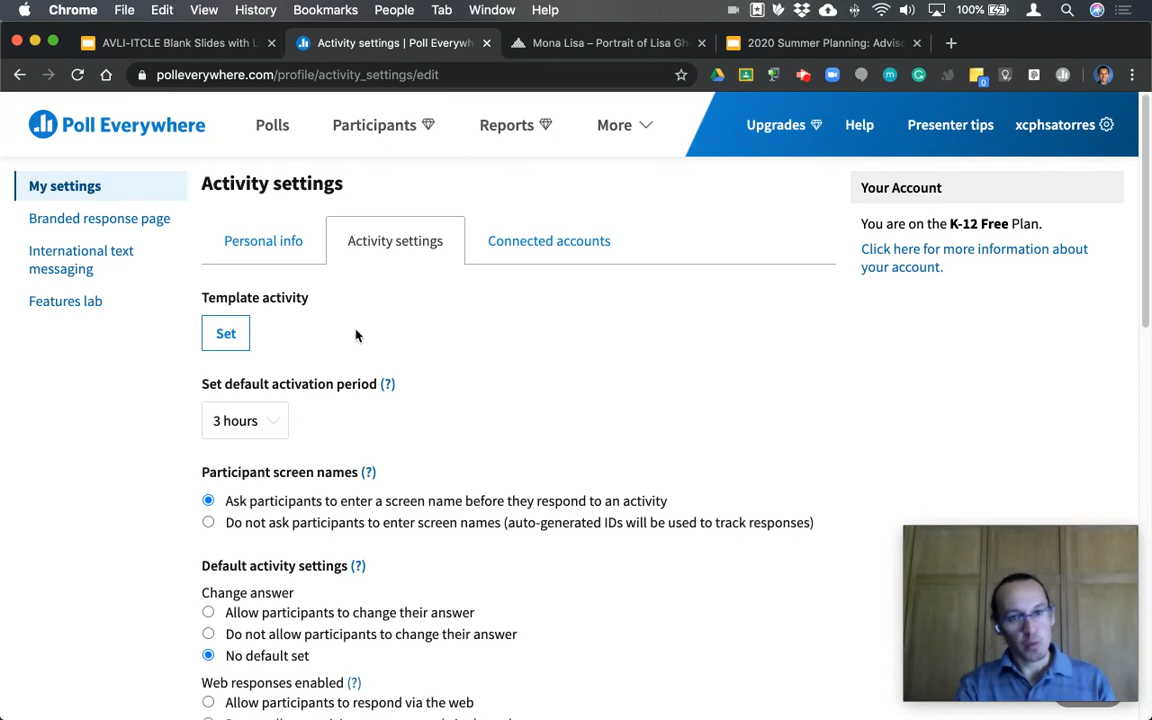 Chrome File Edit View History Bookmarks People Tab Window Help 100%
AVLI-ITCLE Blank Slides with L
Activity settings | Poll Everywh
Mona Lisa – Portrait of Lisa Gh
2020 Summer Planning: Adviso
polleverywhere.com/profile/activity_settings/edit
0
Poll Everywhere Polls Participants Reports More Upgrades Help Presenter tips xcphsatorres
My settings
Branded response page
International text
messaging
Features lab
Activity settings
Personal info Activity settings Connected accounts
Template activity
Set
Set default activation period (?)
3 hours
Participant screen names (?)
Ask participants to enter a screen name before they respond to an activity
Do not ask participants to enter screen names (auto-generated IDs will be used to track responses)
Default activity settings (?)
Change answer
Allow participants to change their answer
Do not allow participants to change their answer
No default set
Web responses enabled (?)
Allow participants to respond via the web
Your Account
You are on the K-12 Free Plan.
Click here for more information about
your account.